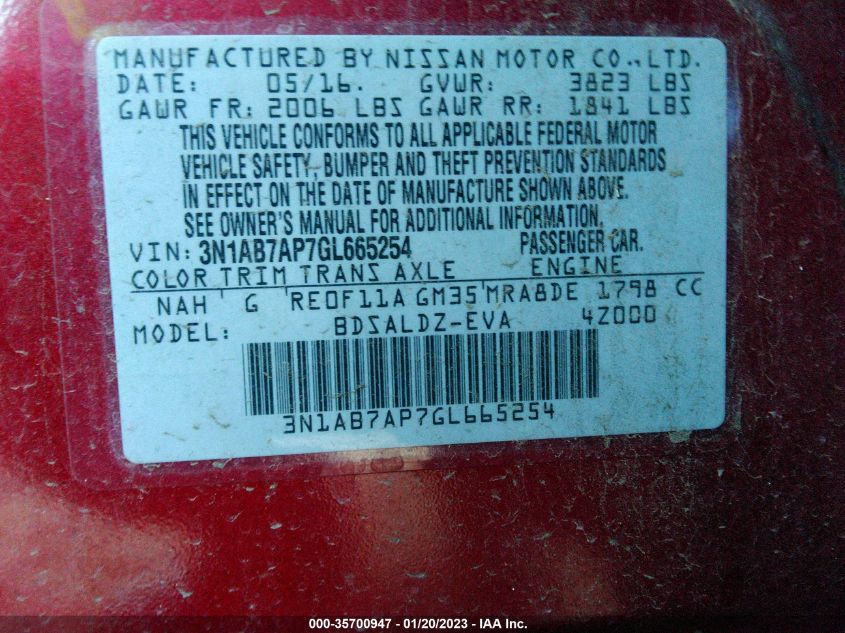 MANUFACTURED BY NISSAN MOTOR CO.,LTD.
DATE: 05/16. GVWR: 3823 LBS
GAWR FR: 2006 LBS GAWR RR: 1841 LBS
THIS VEHICLE CONFORMS TO ALL APPLICABLE FEDERAL MOTOR
VEHICLE SAFETY, BUMPER AND THEFT PREVENTION STANDARDS
IN EFFECT ON THE DATE OF MANUFACTURE SHOWN ABOVE.
SEE OWNER'S MANUAL FOR ADDITIONAL INFORMATION.
VIN: 3N1AB7AP7GL665254 PASSENGER CAR.
COLOR TRIM TRANS AXLE ENGINE
NAH G RE0F11A GM35 MRA8DE 1798 CC
MODEL: BDSALDZ-EVA 4Z000
3N1AB7AP7GL665254
000-35700947 - 01/20/2023 - IAA Inc.